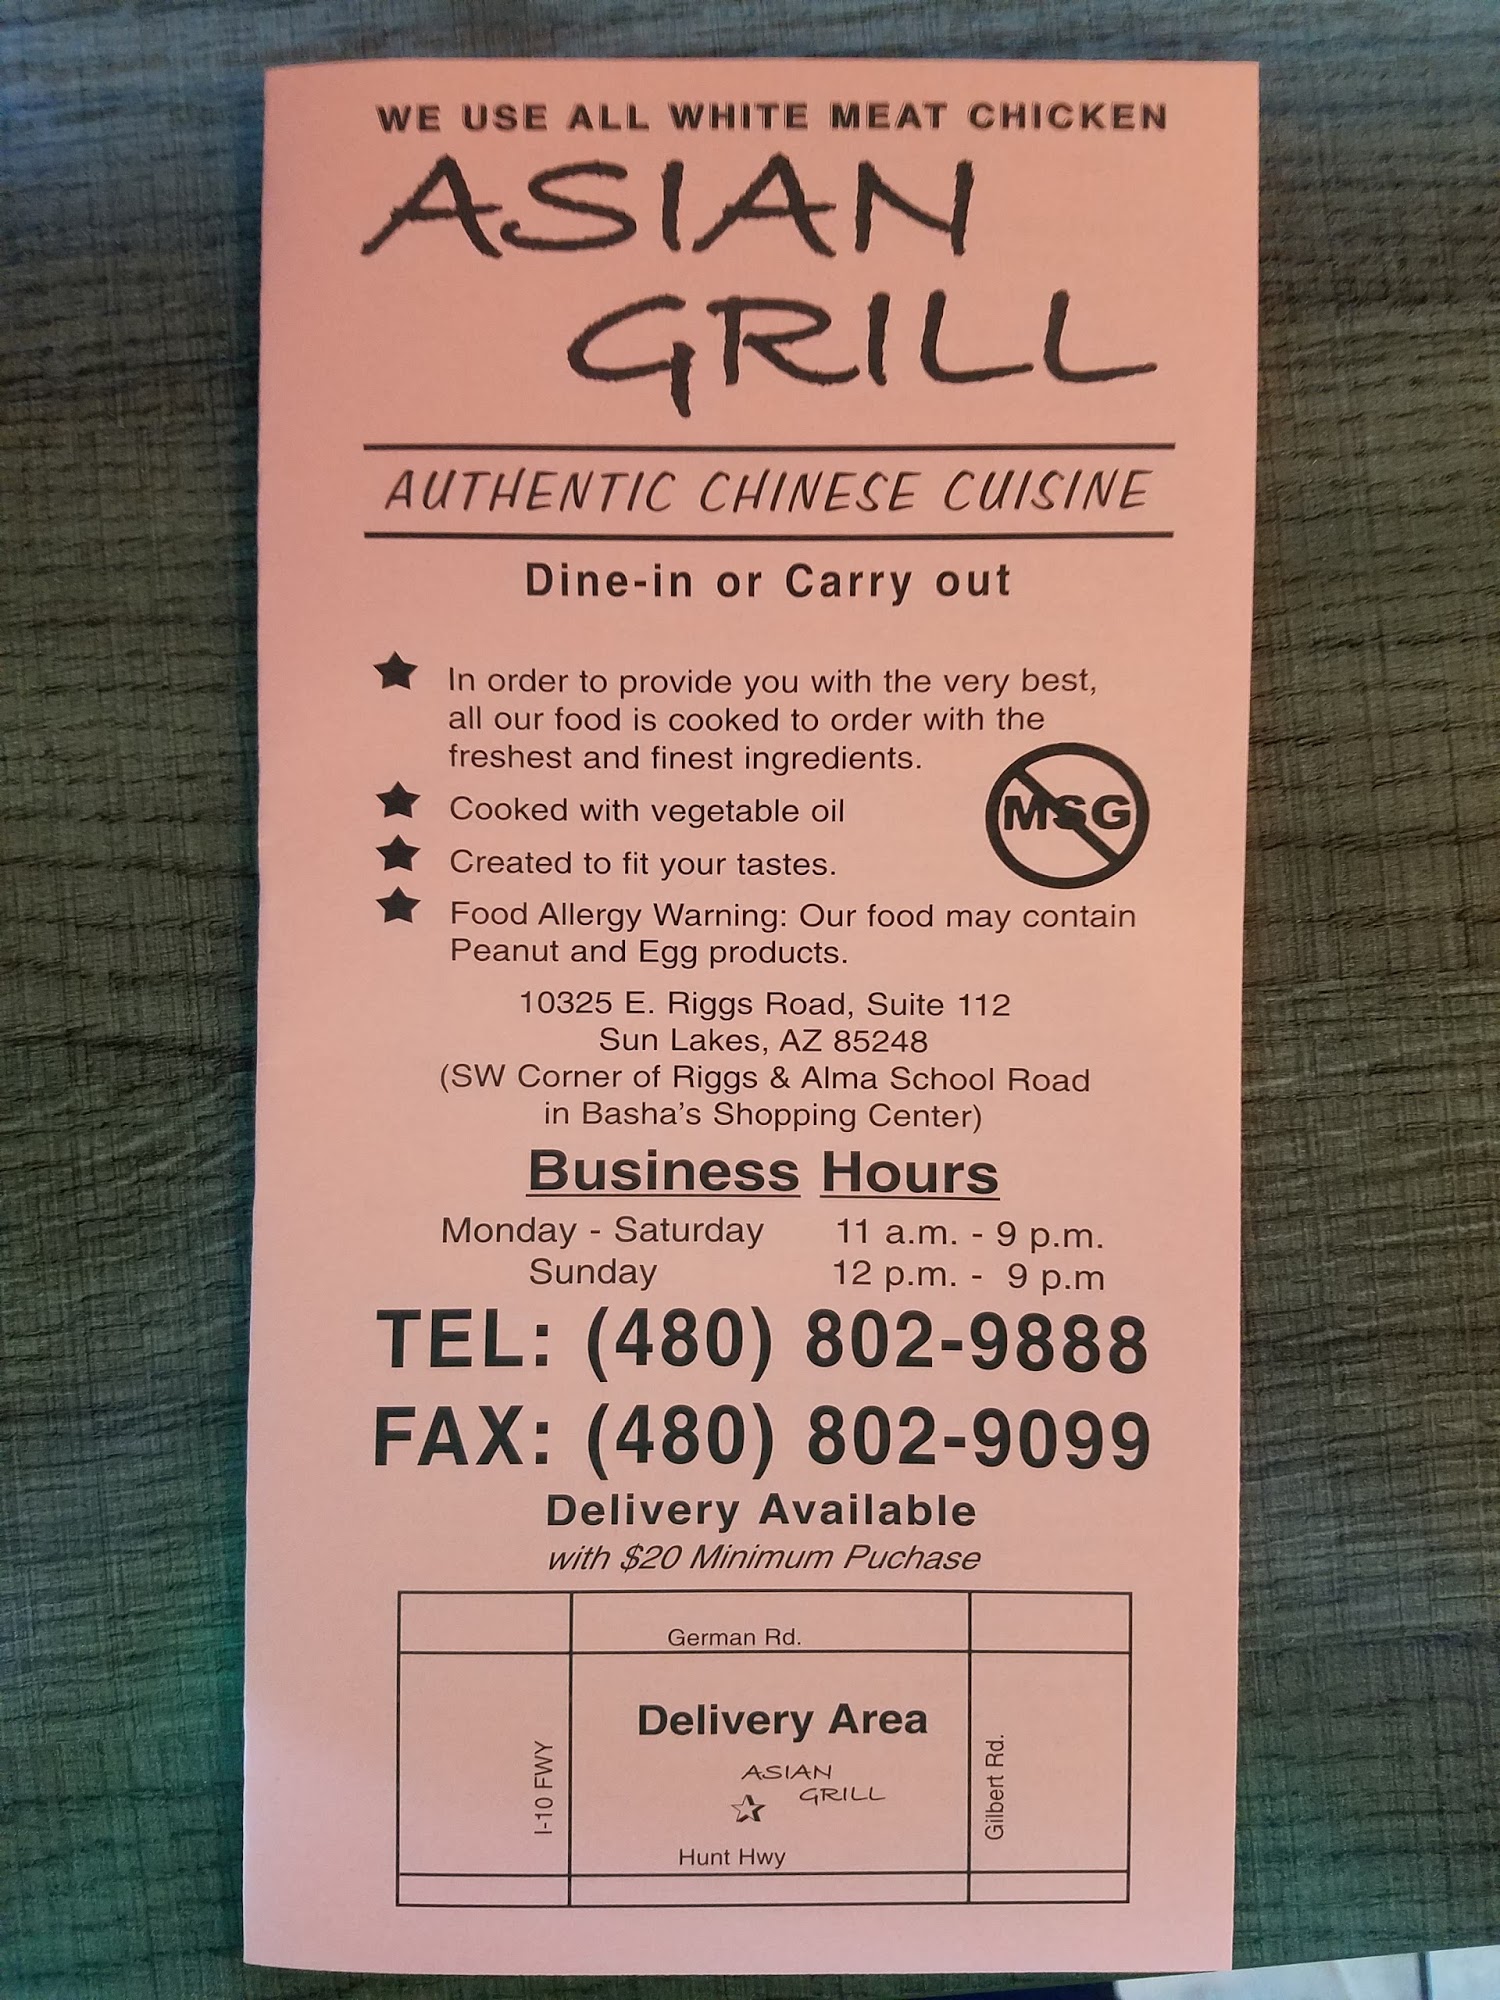 WE USE ALL WHITE MEAT CHICKEN
ASIAN
GRILL
AUTHENTIC CHINESE CUISINE
Dine-in or Carry out
In order to provide you with the very best,
all our food is cooked to order with the
freshest and finest ingredients.
MSG
Cooked with vegetable oil
Created to fit your tastes.
Food Allergy Warning: Our food may contain
Peanut and Egg products.
10325 E. Riggs Road, Suite 112
Sun Lakes, AZ 85248
(SW Corner of Riggs & Alma School Road
in Basha's Shopping Center)
Business Hours
Monday - Saturday 11 a.m. - 9 p.m.
Sunday 12 p.m. - 9 p.m
TEL: (480) 802-9888
FAX: (480) 802-9099
Delivery Available
with $20 Minimum Puchase
German Rd.
Delivery Area
ASIAN
GRILL
I-10 FWY
Gilbert Rd.
Hunt Hwy